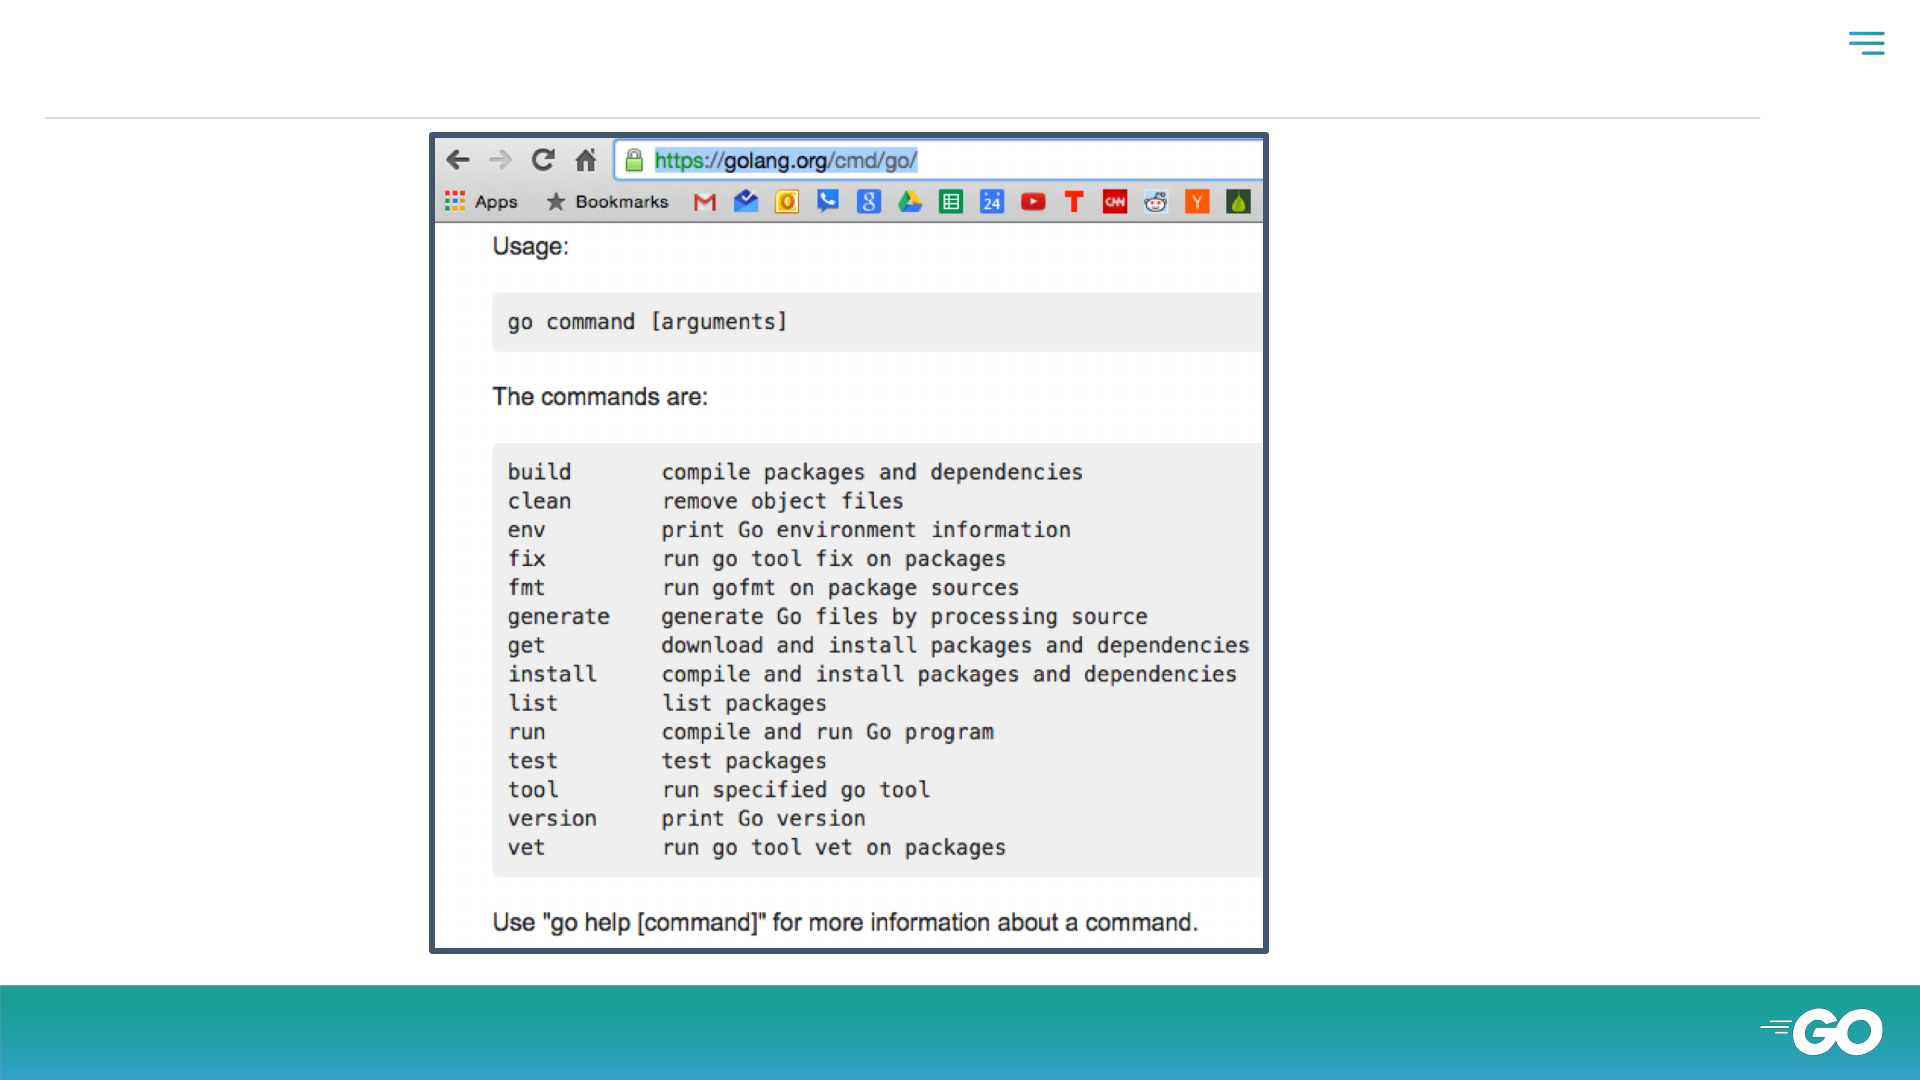 https://golang.org/cmd/go/
Apps Bookmarks 24 CNN Y
Usage:
go command [arguments]
The commands are:
build compile packages and dependencies
clean remove object files
env print Go environment information
fix run go tool fix on packages
fmt run gofmt on package sources
generate generate Go files by processing source
get download and install packages and dependencies
install compile and install packages and dependencies
list list packages
run compile and run Go program
test test packages
tool run specified go tool
version print Go version
vet run go tool vet on packages
Use "go help [command]" for more information about a command.
GO